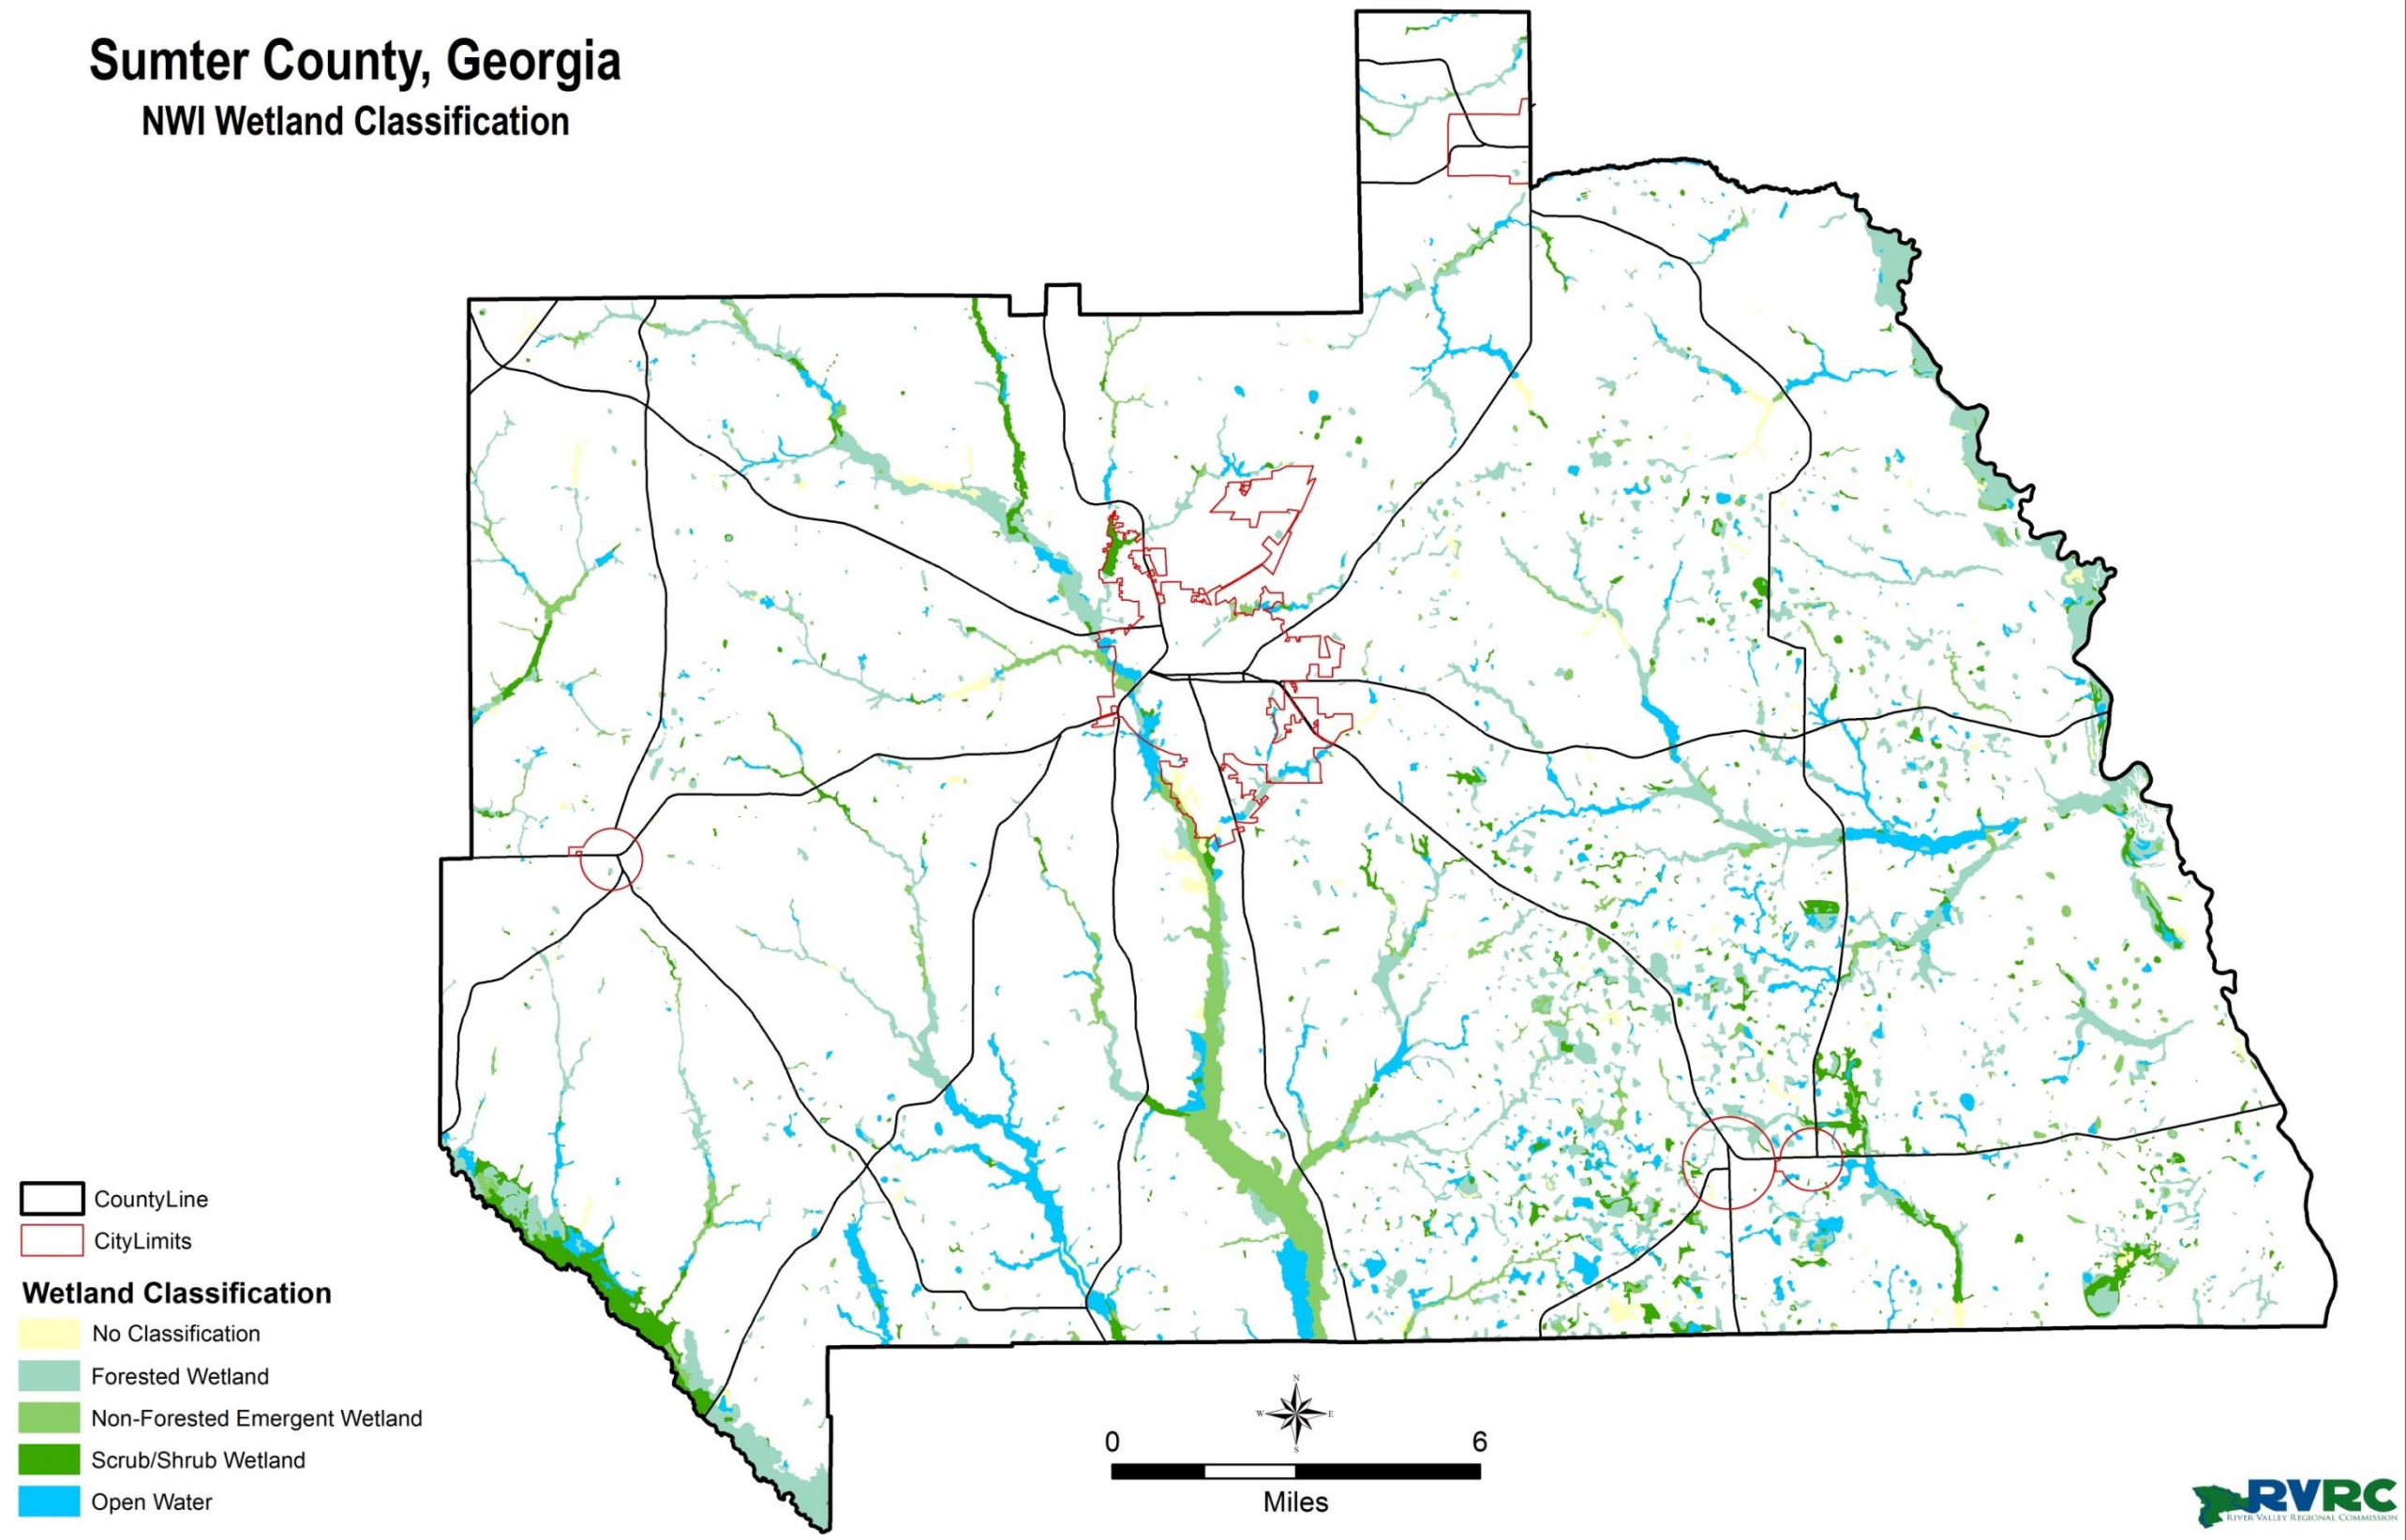 Sumter County, Georgia
NWI Wetland Classification
CountyLine
CityLimits
Wetland Classification
No Classification
Forested Wetland
Non-Forested Emergent Wetland
Scrub/Shrub Wetland
Open Water
N
W E
S
0 6
Miles
RVRC
RIVER VALLEY REGIONAL COMMISSION